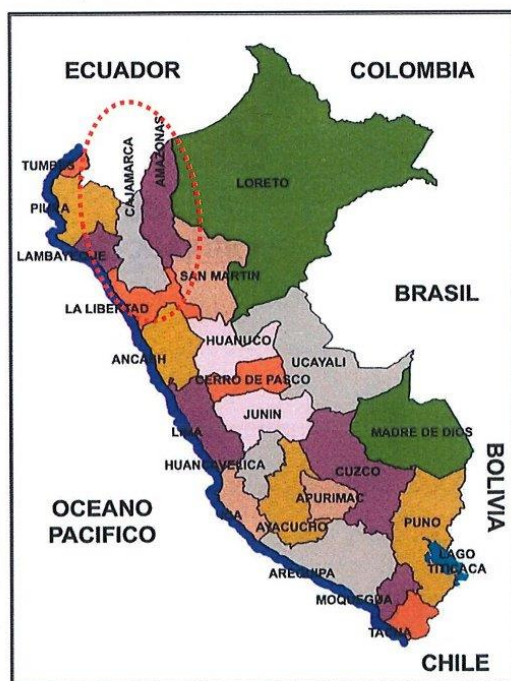 ECUADOR
COLOMBIA
TUMBES
PIURA
CAJAMARCA
AMAZONAS
LORETO
LAMBAYEQUE
SAN MARTIN
LA LIBERTAD
BRASIL
HUANUCO
UCAYALI
ANCASH
CERRO DE PASCO
JUNIN
LIMA
MADRE DE DIOS
HUANCAVELICA
CUZCO
BOLIVIA
OCEANO
PACIFICO
APURIMAC
AYACUCHO
PUNO
LAGO
TITICACA
AREQUIPA
MOQUEGUA
TACNA
CHILE